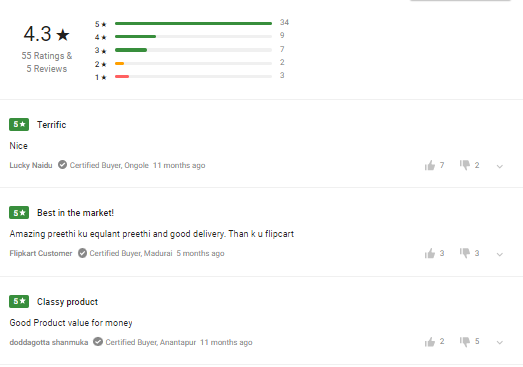 4.3 ★
55 Ratings &
5 Reviews
5 ★ 34
4 ★ 9
3 ★ 7
2 ★ 2
1 ★ 3
5 ★ Terrific
Nice
Lucky Naidu Certified Buyer, Ongole 11 months ago 7 2
5 ★ Best in the market!
Amazing preethi ku equlant preethi and good delivery. Than k u flipcart
Flipkart Customer Certified Buyer, Madurai 5 months ago 3 3
5 ★ Classy product
Good Product value for money
doddagotta shanmuka Certified Buyer, Anantapur 11 months ago 2 5